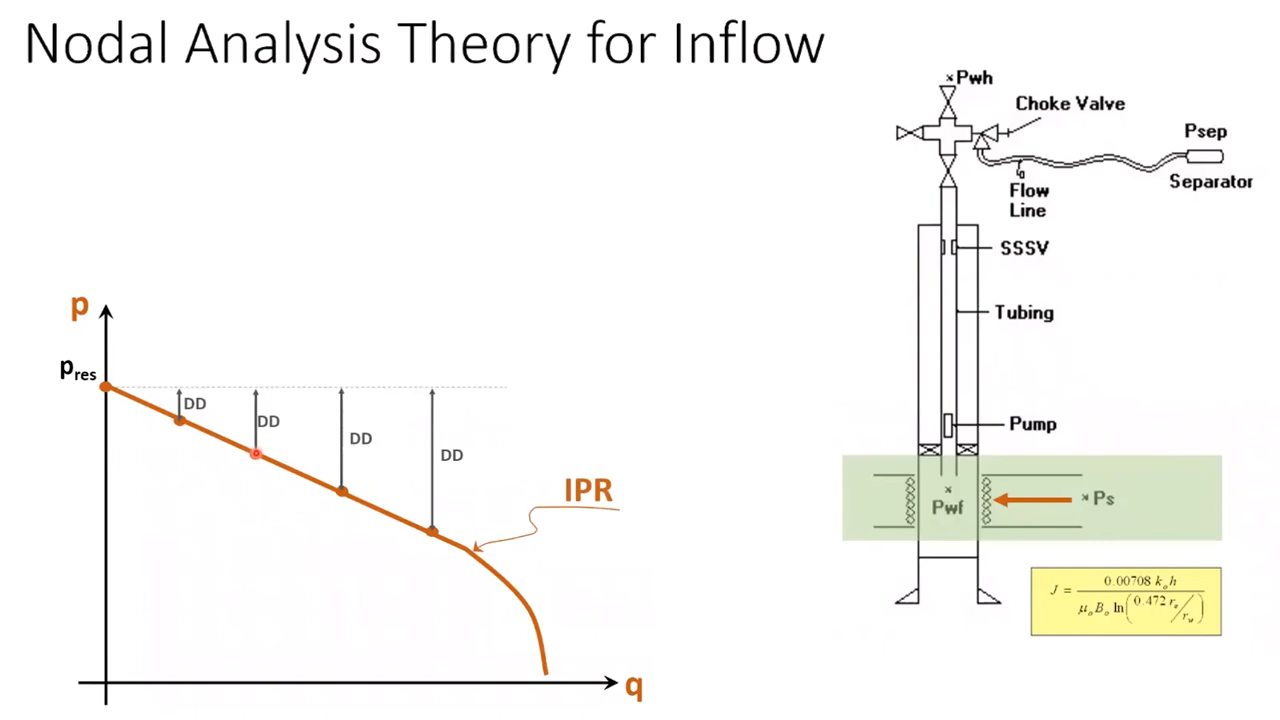 Nodal Analysis Theory for Inflow
Pwh
Choke Valve
Psep
Separator
Flow
Line
SSSV
Tubing
Pump
Pwf
Ps
p
pres
DD
DD
DD
DD
IPR
q
J = 0.00708 koh / μoBo ln(0.472 re/rw)